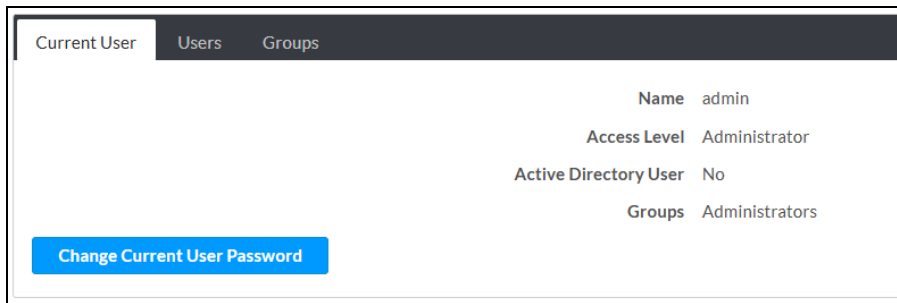 Current User Users Groups
Name admin
Access Level Administrator
Active Directory User No
Groups Administrators
Change Current User Password